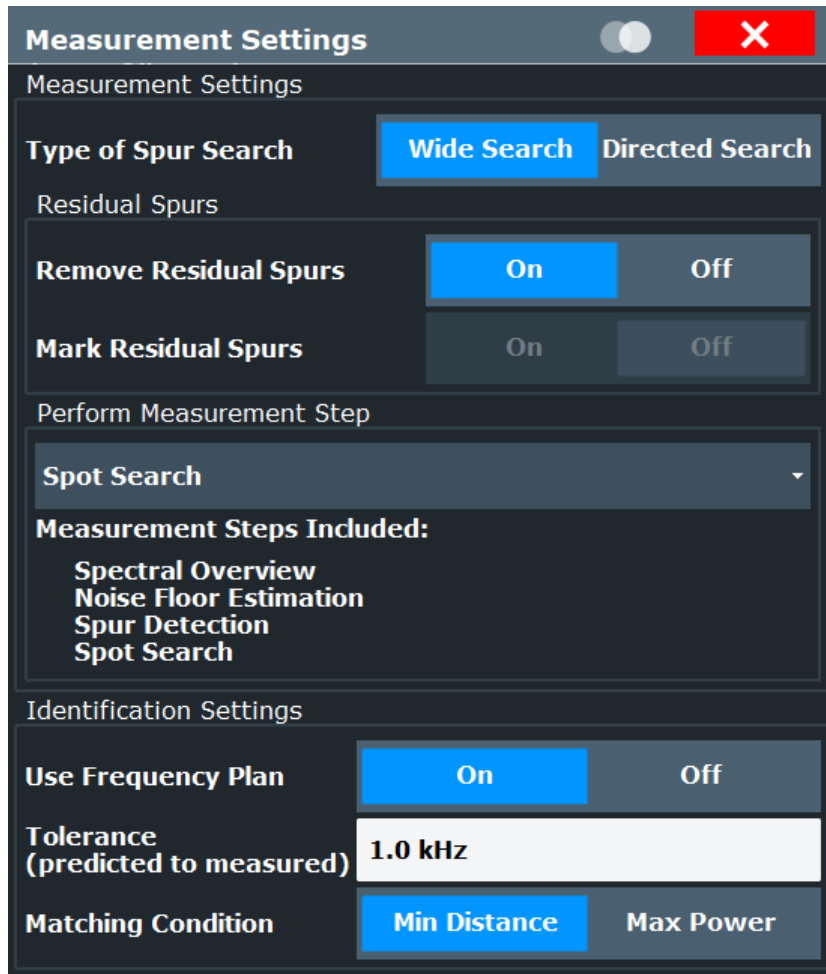 Measurement Settings
Measurement Settings
Type of Spur Search Wide Search Directed Search
Residual Spurs
Remove Residual Spurs On Off
Mark Residual Spurs On Off
Perform Measurement Step
Spot Search
Measurement Steps Included:
Spectral Overview
Noise Floor Estimation
Spur Detection
Spot Search
Identification Settings
Use Frequency Plan On Off
Tolerance
(predicted to measured) 1.0 kHz
Matching Condition Min Distance Max Power